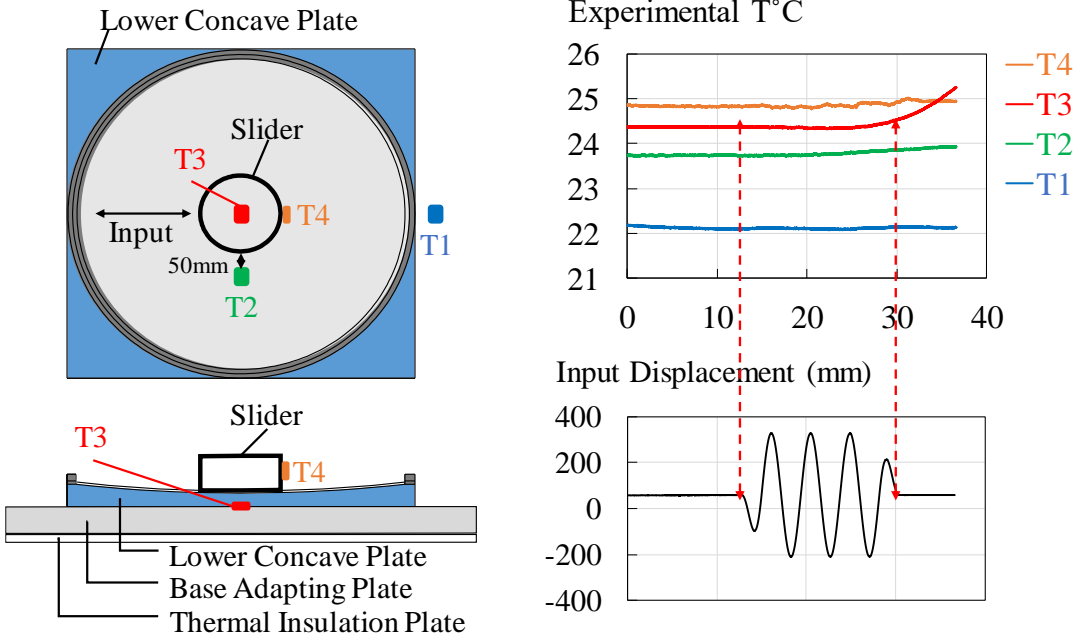 Lower Concave Plate
Slider
T3
T4
Input
50mm
T2
T1
Slider
T3
T4
Lower Concave Plate
Base Adapting Plate
Thermal Insulation Plate
Experimental T˚C
26
25
24
23
22
21
0
10
20
30
40
T4
T3
T2
T1
Input Displacement (mm)
400
200
0
-200
-400